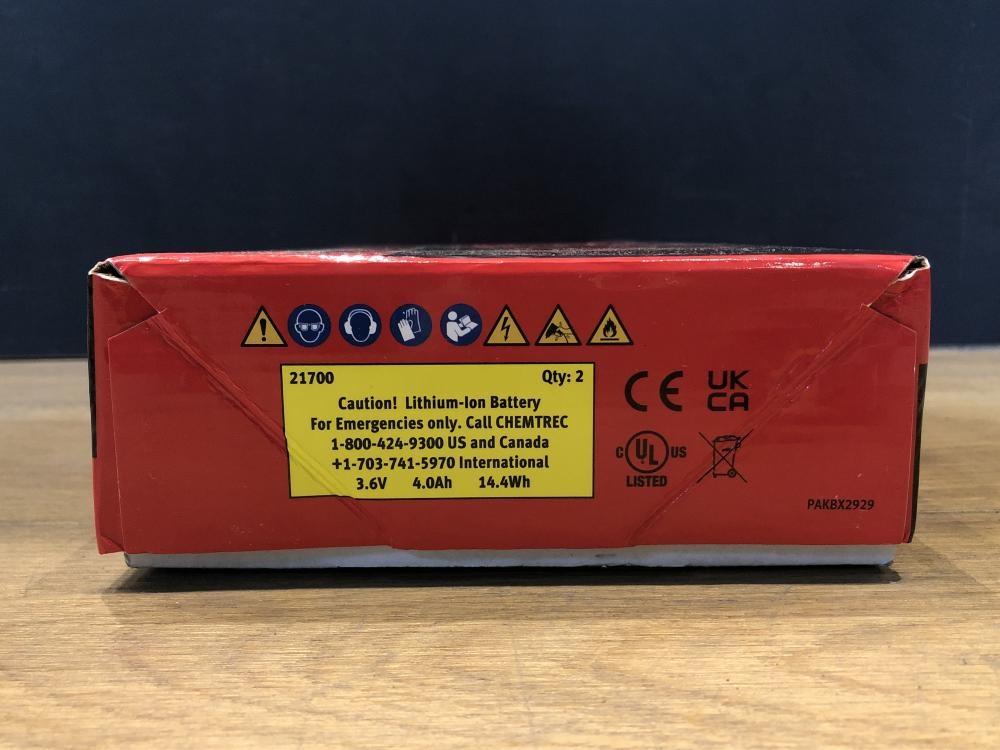 21700 Qty: 2
Caution! Lithium-Ion Battery
For Emergencies only. Call CHEMTREC
1-800-424-9300 US and Canada
+1-703-741-5970 International
3.6V 4.0Ah 14.4Wh
CE
UK
CA
C UL US
LISTED
PAKBX2929